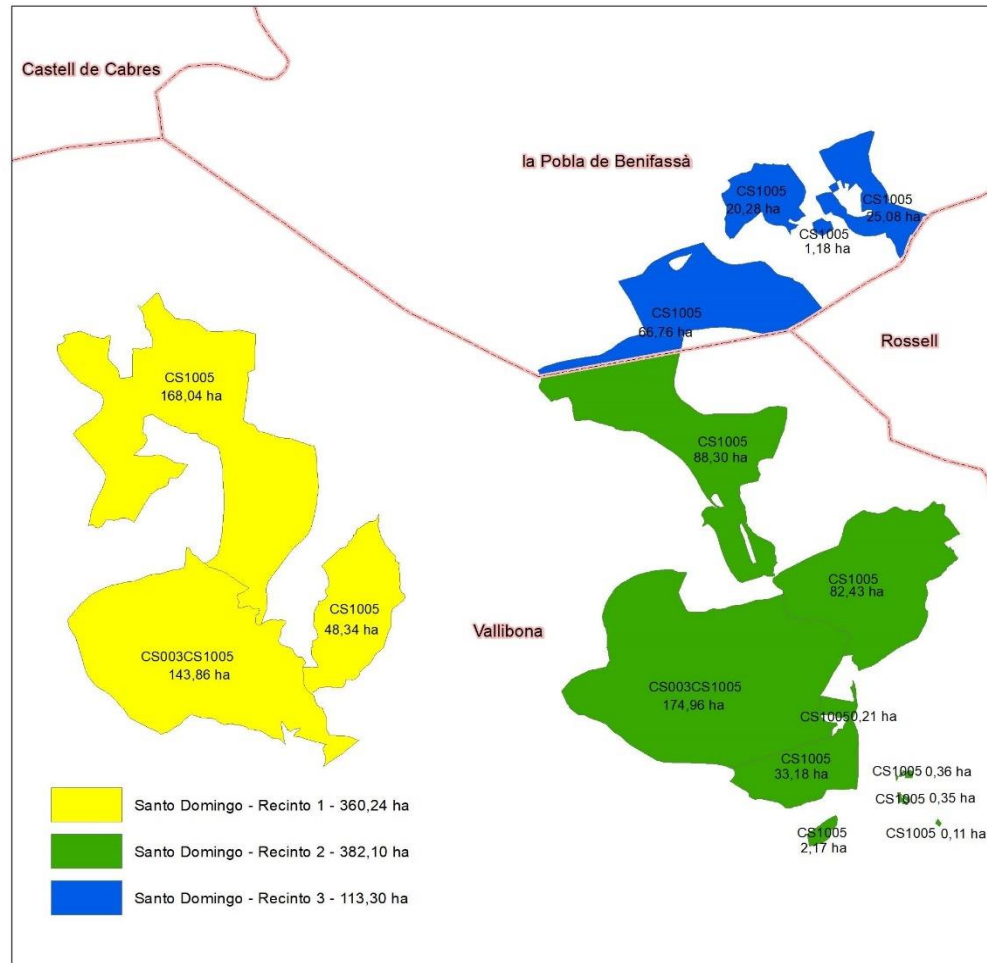 Castell de Cabres
la Pobla de Benifassà
CS1005
20,28 ha
CS1005
25,08 ha
CS1005
1,18 ha
CS1005
66,76 ha
Rossell
CS1005
168,04 ha
CS1005
88,30 ha
CS1005
82,43 ha
CS1005
48,34 ha
Vallibona
CS003CS1005
143,86 ha
CS003CS1005
174,96 ha
CS10050,21 ha
CS1005
33,18 ha
CS1005 0,36 ha
CS1005 0,35 ha
CS1005 0,11 ha
CS1005
2,17 ha
Santo Domingo - Recinto 1 - 360,24 ha
Santo Domingo - Recinto 2 - 382,10 ha
Santo Domingo - Recinto 3 - 113,30 ha